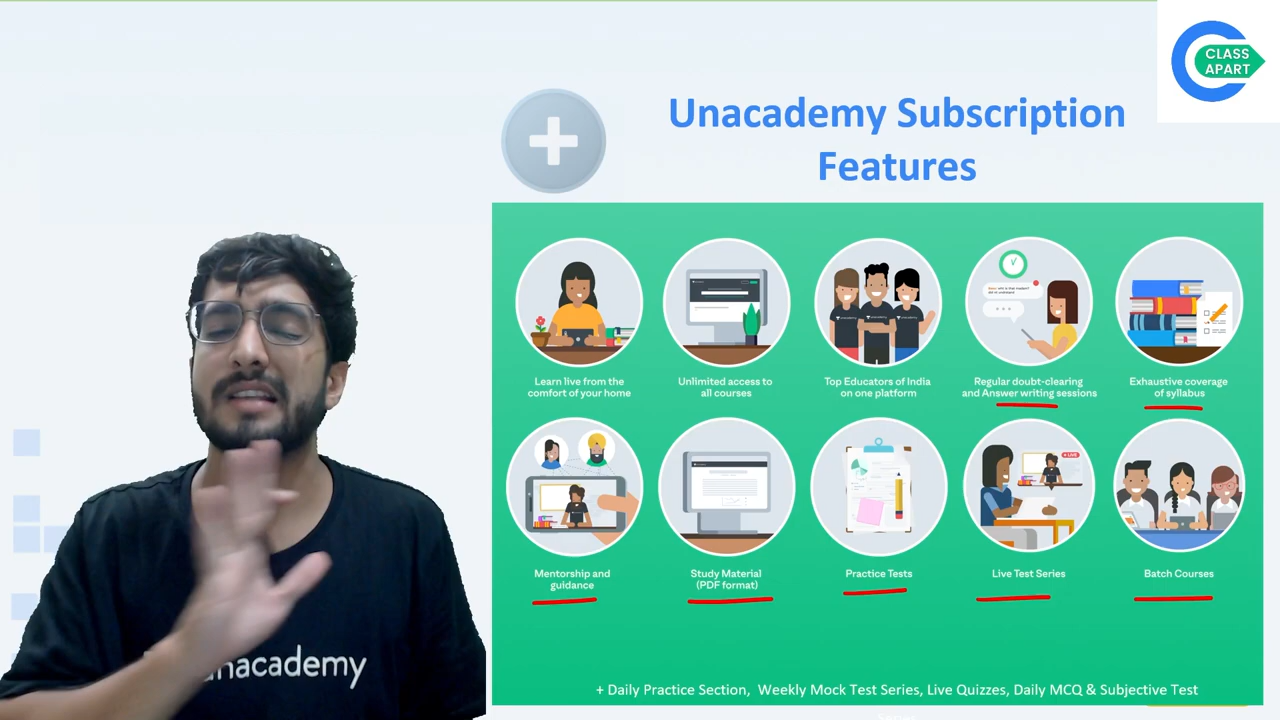 CLASS
APART
Unacademy Subscription
Features
Learn live from the
comfort of your home
Unlimited access to
all courses
Top Educators of India
on one platform
Regular doubt-clearing
and Answer writing sessions
Exhaustive coverage
of syllabus
Mentorship and
guidance
Study Material
(PDF format)
Practice Tests
Live Test Series
Batch Courses
+ Daily Practice Section, Weekly Mock Test Series, Live Quizzes, Daily MCQ & Subjective Test
unacademy